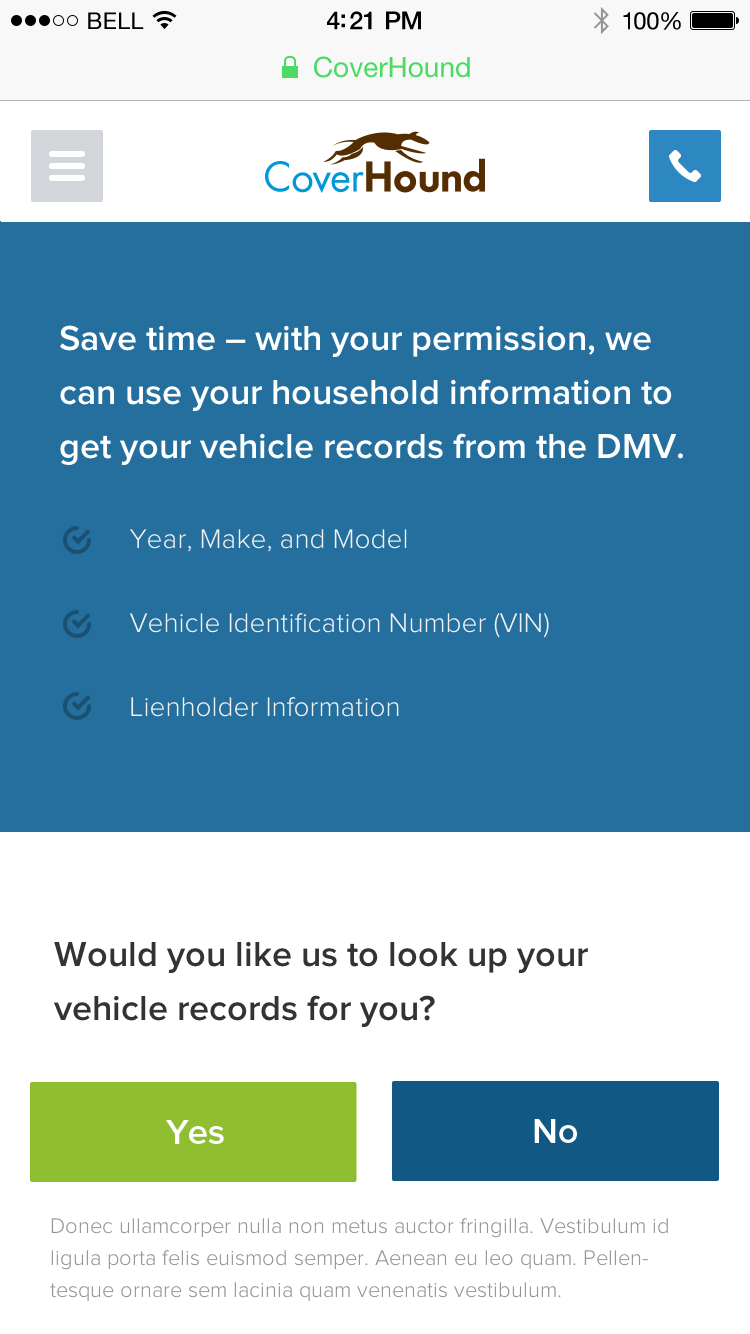 BELL 4:21 PM 100%
CoverHound
CoverHound
Save time – with your permission, we
can use your household information to
get your vehicle records from the DMV.
Year, Make, and Model
Vehicle Identification Number (VIN)
Lienholder Information
Would you like us to look up your
vehicle records for you?
Yes No
Donec ullamcorper nulla non metus auctor fringilla. Vestibulum id
ligula porta felis euismod semper. Aenean eu leo quam. Pellen-
tesque ornare sem lacinia quam venenatis vestibulum.